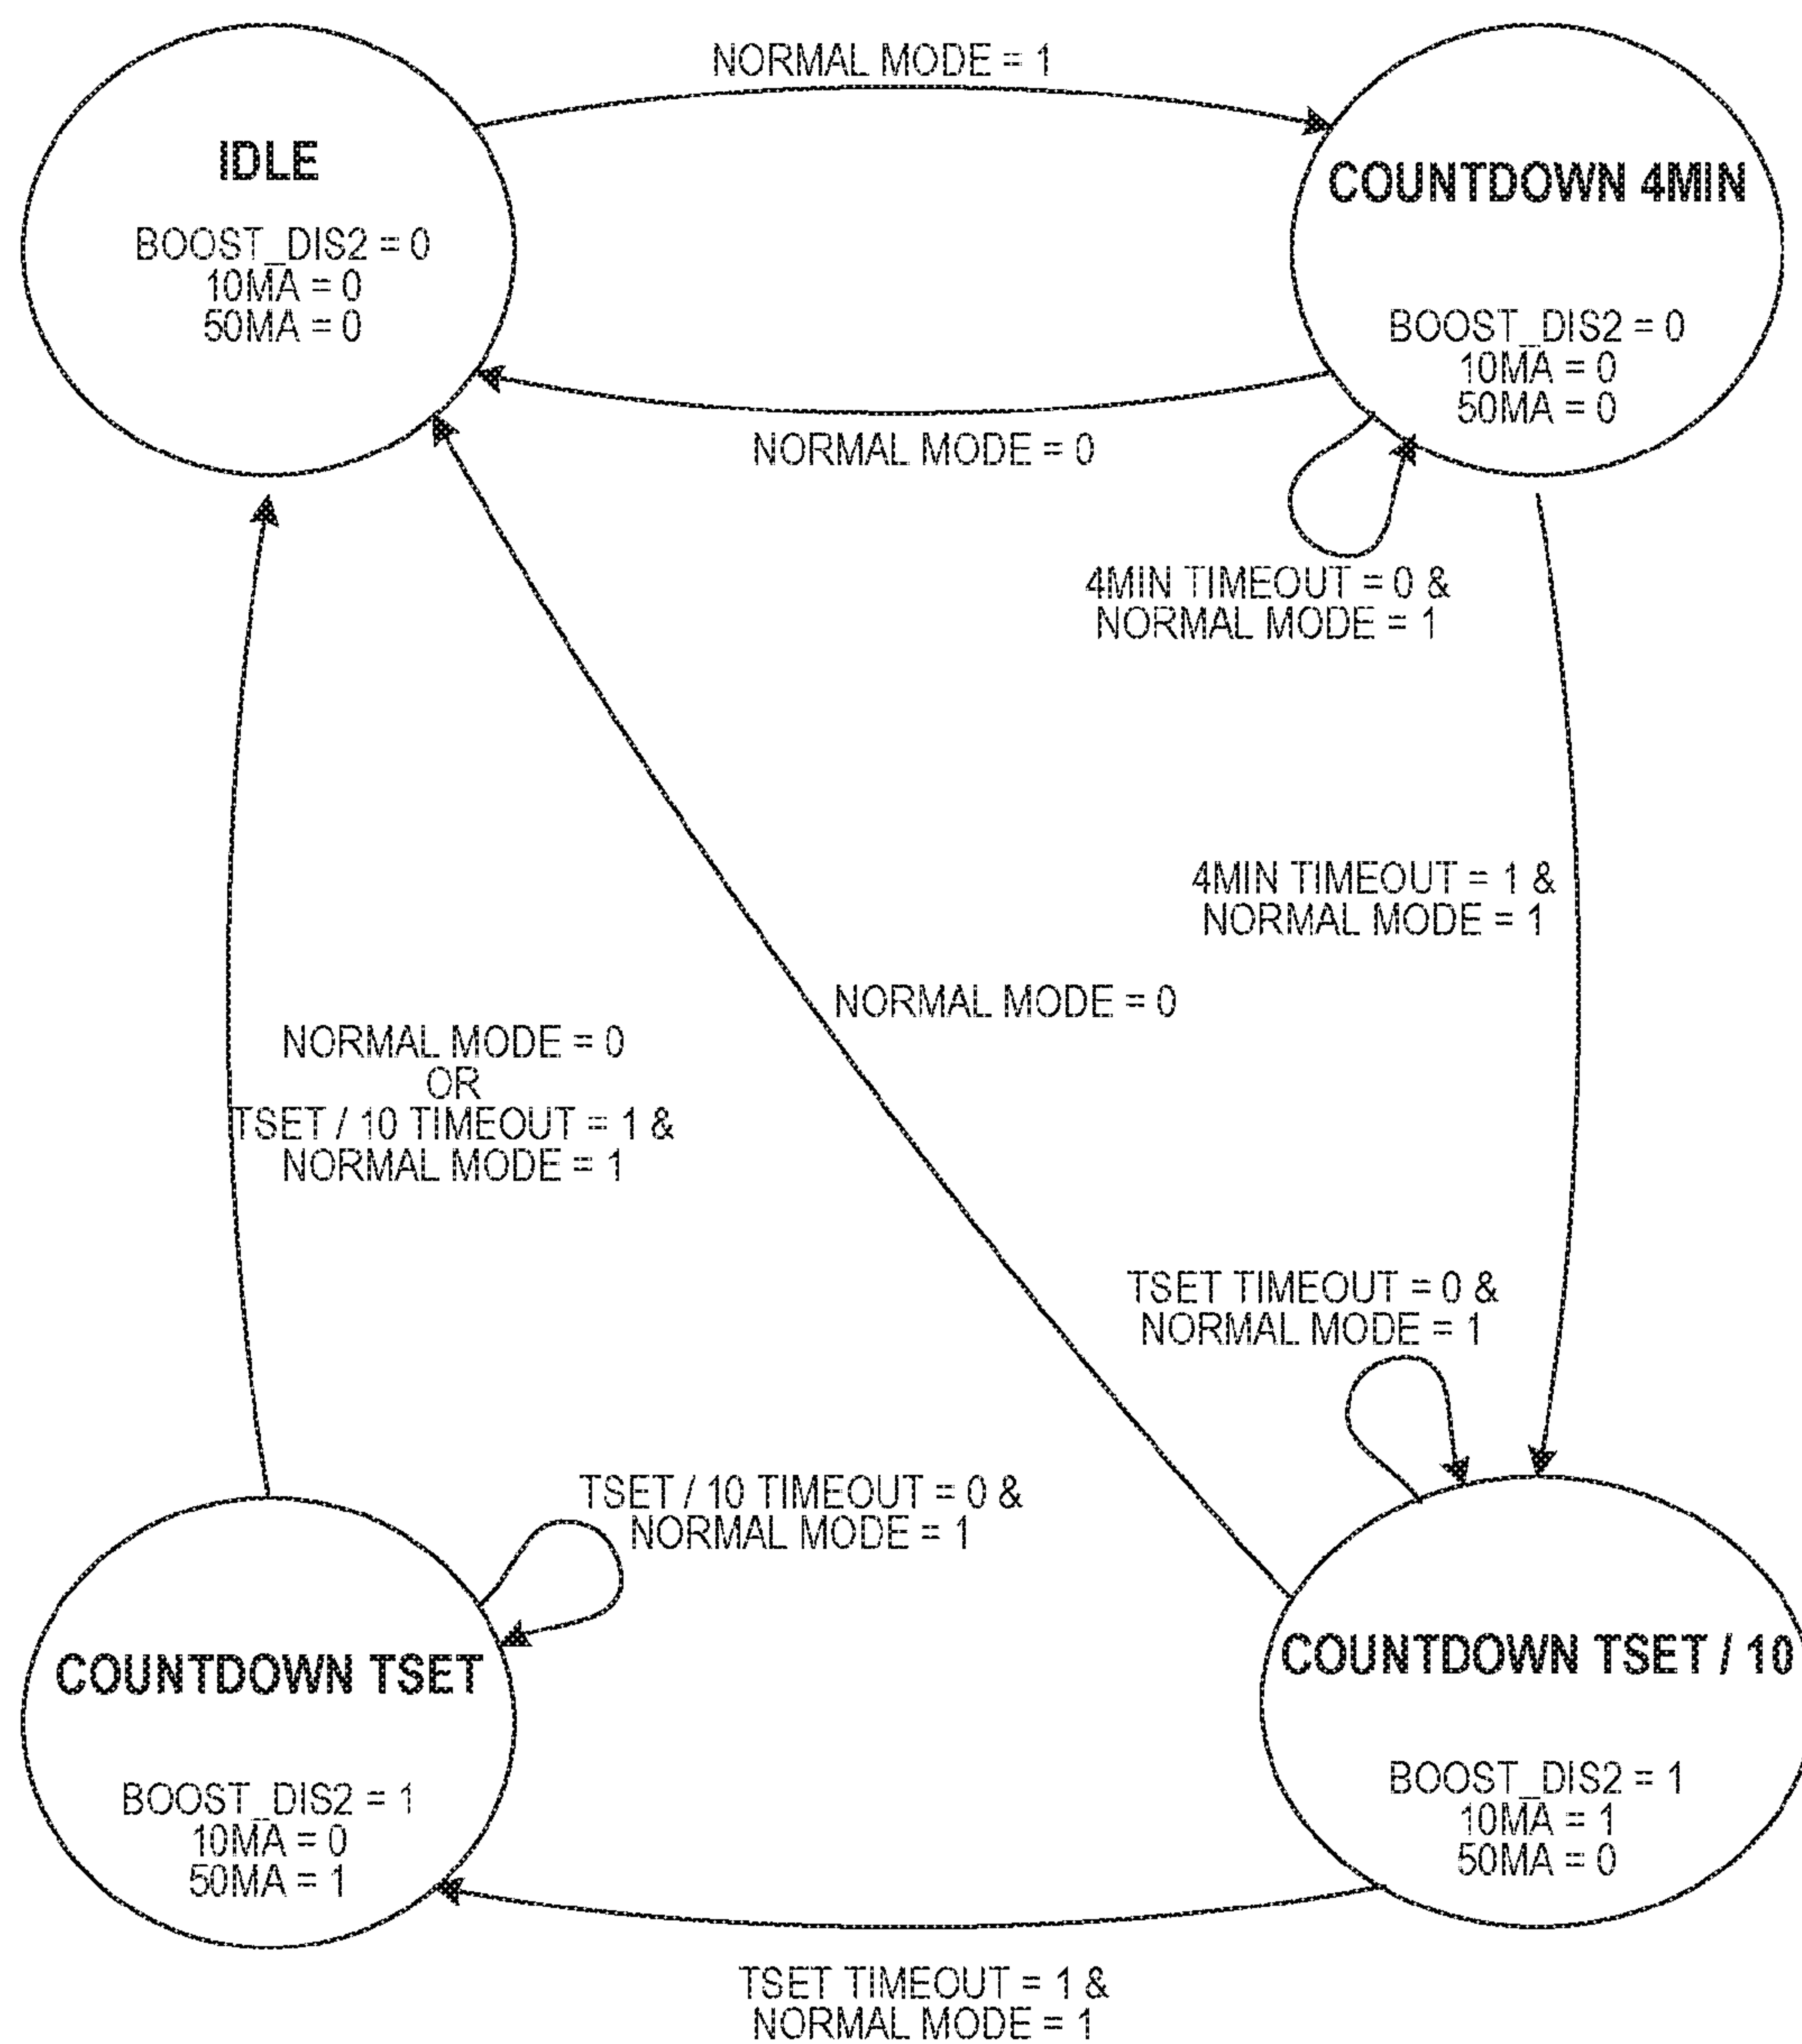 NORMAL MODE = 1
IDLE
BOOST_DIS2 = 0
10MA = 0
50MA = 0
COUNTDOWN 4MIN
BOOST_DIS2 = 0
10MA = 0
50MA = 0
NORMAL MODE = 0
4MIN TIMEOUT = 0 &
NORMAL MODE = 1
4MIN TIMEOUT = 1 &
NORMAL MODE = 1
NORMAL MODE = 0
NORMAL MODE = 0
OR
TSET / 10 TIMEOUT = 1 &
NORMAL MODE = 1
TSET TIMEOUT = 0 &
NORMAL MODE = 1
TSET / 10 TIMEOUT = 0 &
NORMAL MODE = 1
COUNTDOWN TSET
BOOST_DIS2 = 1
10MA = 0
50MA = 1
COUNTDOWN TSET / 10
BOOST_DIS2 = 1
10MA = 1
50MA = 0
TSET TIMEOUT = 1 &
NORMAL MODE = 1